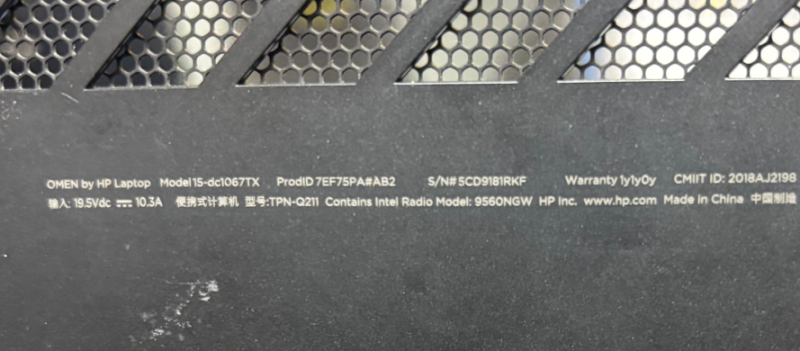 OMEN by HP Laptop Model 15-dc1067TX ProdID 7EF75PA#AB2 S/N# 5CD9181RKF Warranty 1y1y0y CMIIT ID: 2018AJ2198
输入: 19.5Vdc ⎓ 10.3A 便携式计算机 型号:TPN-Q211 Contains Intel Radio Model: 9560NGW HP Inc. www.hp.com Made in China 中国制造